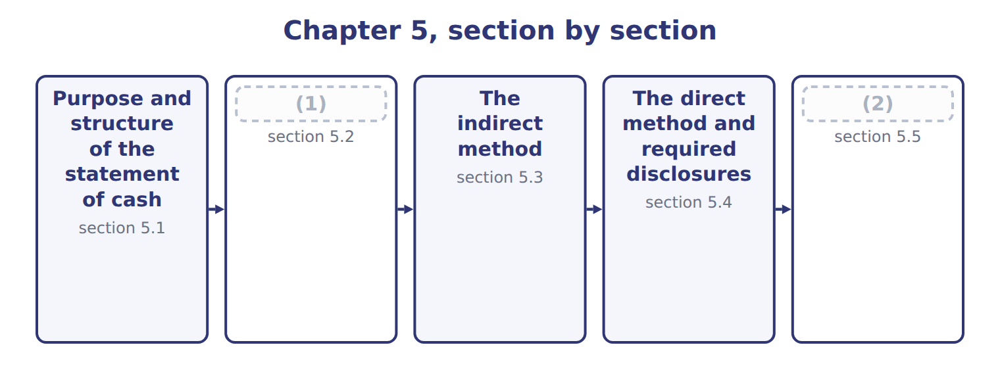 Chapter 5, section by section
Purpose and
structure
of the
statement
of cash
section 5.1
(1)
section 5.2
The
indirect
method
section 5.3
The direct
method and
required
disclosures
section 5.4
(2)
section 5.5